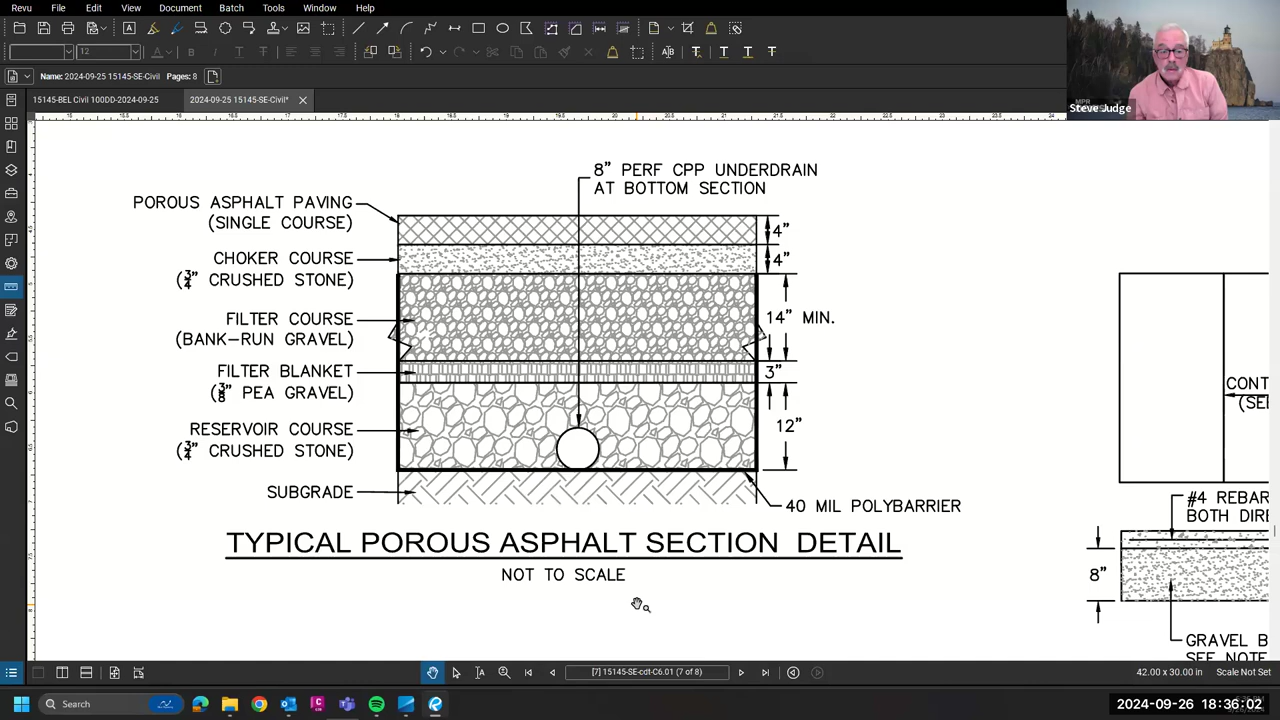 Revu File Edit View Document Batch Tools Window Help
12
Name: 2024-09-25 15145-SE-Civil Pages: 8
15145-BEL Civil 100DD-2024-09-25
2024-09-25 15145-SE-Civil*
Steve Judge
8" PERF CPP UNDERDRAIN
AT BOTTOM SECTION
POROUS ASPHALT PAVING
(SINGLE COURSE)
4"
CHOKER COURSE
(3/4" CRUSHED STONE)
4"
FILTER COURSE
(BANK-RUN GRAVEL)
14" MIN.
FILTER BLANKET
(3/8" PEA GRAVEL)
3"
RESERVOIR COURSE
(3/4" CRUSHED STONE)
12"
SUBGRADE
40 MIL POLYBARRIER
TYPICAL POROUS ASPHALT SECTION DETAIL
NOT TO SCALE
CONT
(SEE
#4 REBAR
BOTH DIRE
8"
GRAVEL B
SEE NOTE
[7] 15145-SE-cdt-C6.01 (7 of 8)
42.00 x 30.00 in
Scale Not Set
Search
2024-09-26 18:36:02